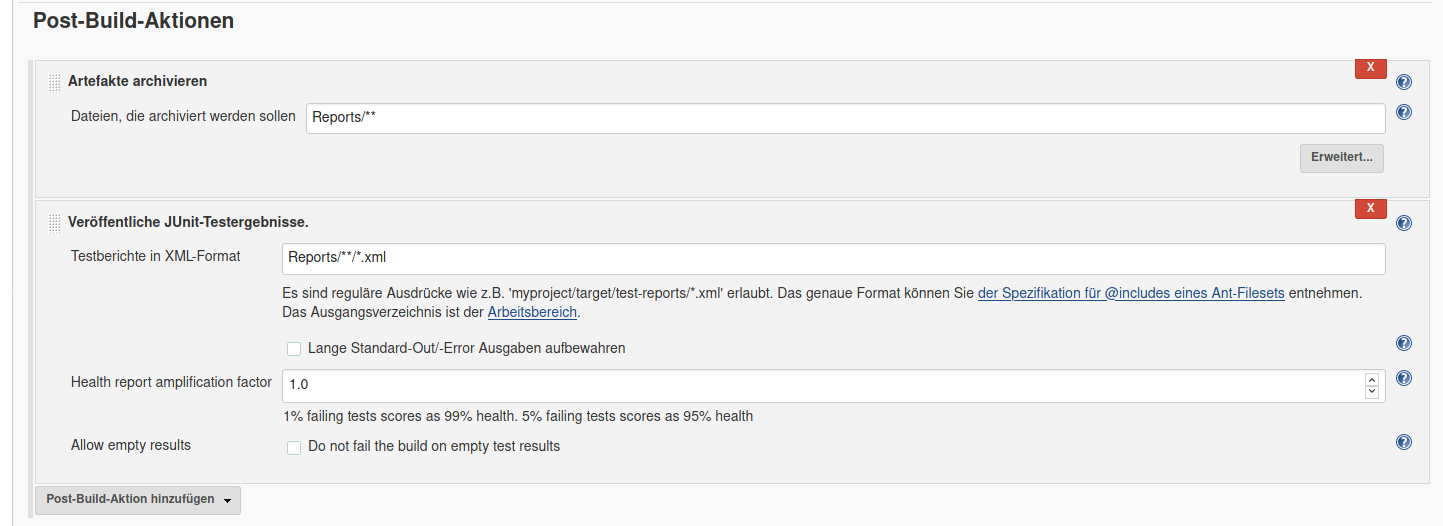 Post-Build-Aktionen
Artefakte archivieren
X
Dateien, die archiviert werden sollen
Reports/**
Erweitert...
Veröffentliche JUnit-Testergebnisse.
X
Testberichte in XML-Format
Reports/**/*.xml
Es sind reguläre Ausdrücke wie z.B. 'myproject/target/test-reports/*.xml' erlaubt. Das genaue Format können Sie der Spezifikation für @includes eines Ant-Filesets entnehmen.
Das Ausgangsverzeichnis ist der Arbeitsbereich.
Lange Standard-Out/-Error Ausgaben aufbewahren
Health report amplification factor
1.0
1% failing tests scores as 99% health. 5% failing tests scores as 95% health
Allow empty results
Do not fail the build on empty test results
Post-Build-Aktion hinzufügen